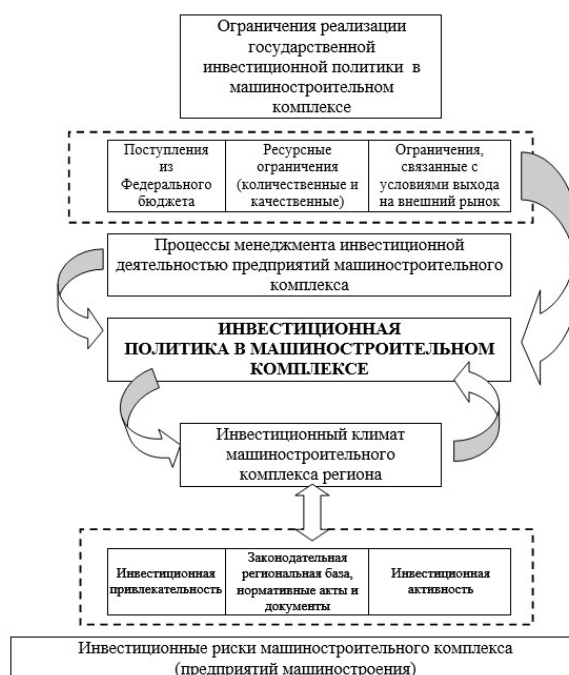 Ограничения реализации
государственной
инвестиционной политики в
машиностроительном
комплексе
Поступления
из
Федерального
бюджета
Ресурсные
ограничения
(количественные и
качественные)
Ограничения,
связанные с
условиями выхода
на внешний рынок
Процессы менеджмента инвестиционной
деятельностью предприятий машиностроительного
комплекса
ИНВЕСТИЦИОННАЯ
ПОЛИТИКА В МАШИНОСТРОИТЕЛЬНОМ
КОМПЛЕКСЕ
Инвестиционный климат
машиностроительного
комплекса региона
Инвестиционная
привлекательность
Законодательная
региональная база,
нормативные акты и
документы
Инвестиционная
активность
Инвестиционные риски машиностроительного комплекса
(предприятий машиностроения)